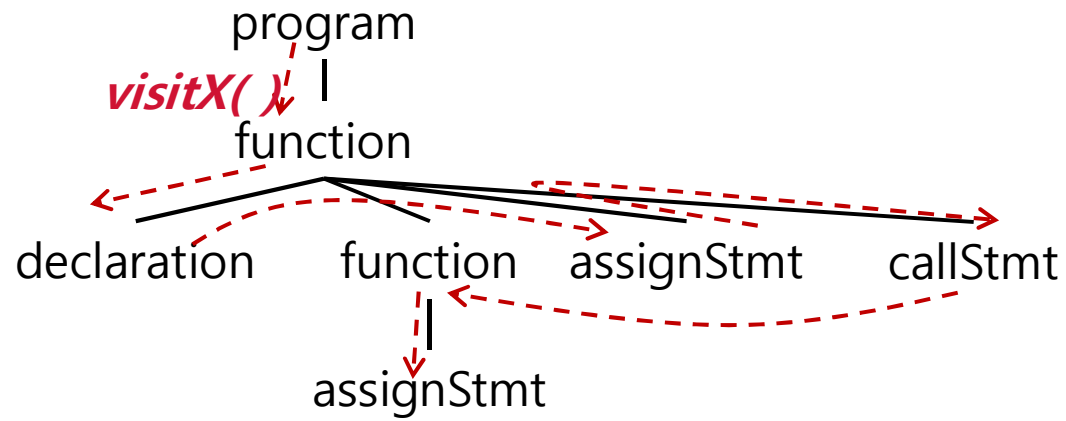 program
visitX( )
function
declaration function assignStmt callStmt
assignStmt